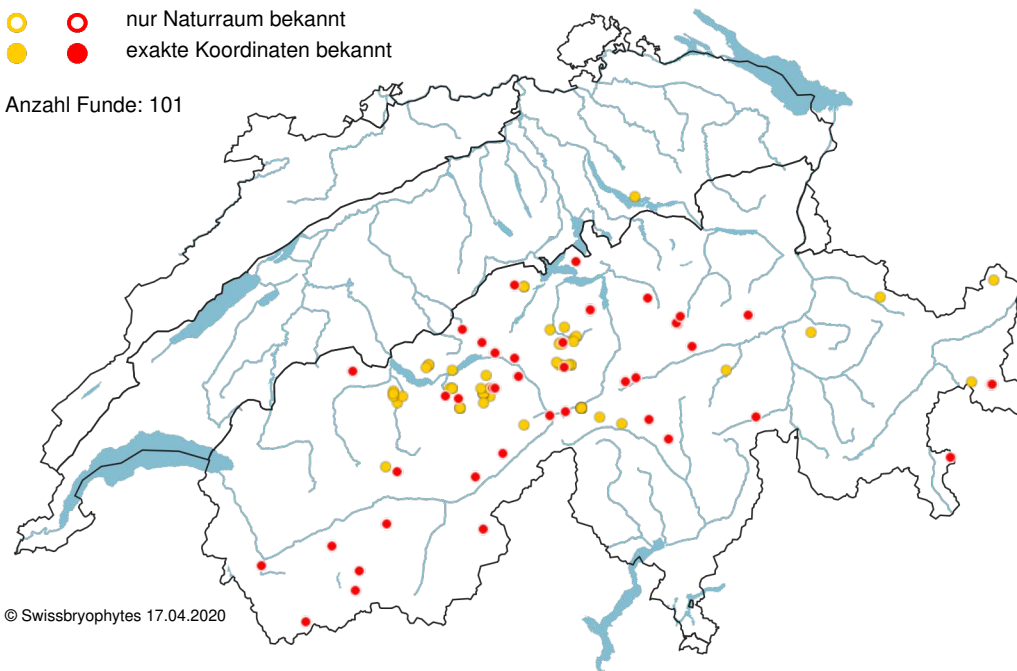 nur Naturraum bekannt
exakte Koordinaten bekannt
Anzahl Funde: 101
© Swissbryophytes 17.04.2020